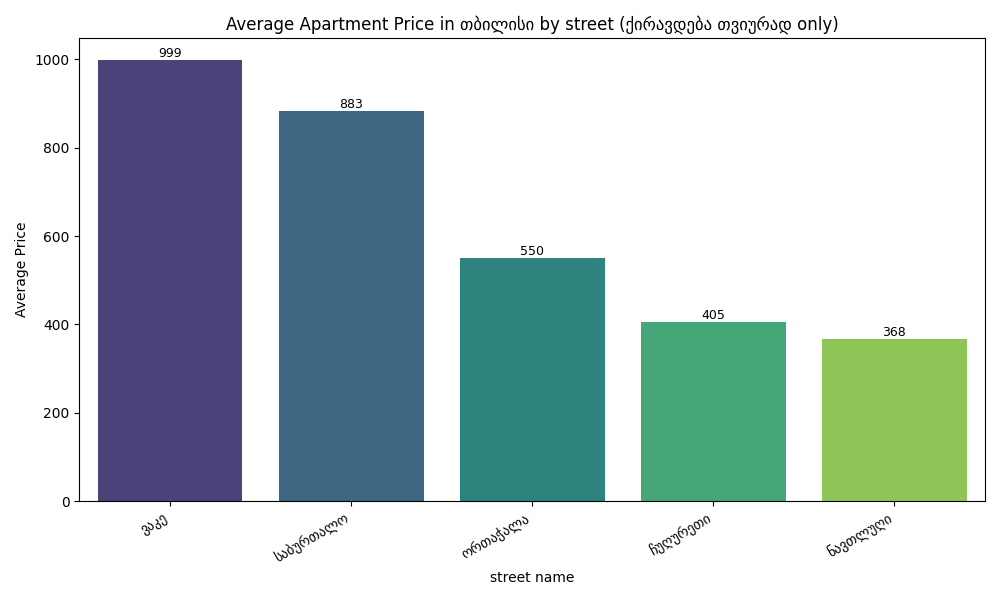 Average Apartment Price in თბილისი by street (ქირავდება თვიურად only)
Average Price
1000
800
600
400
200
0
999
883
550
405
368
ვაკე
საბურთალო
ორთაჭალა
ჩუღურეთი
ნავთლუღი
street name